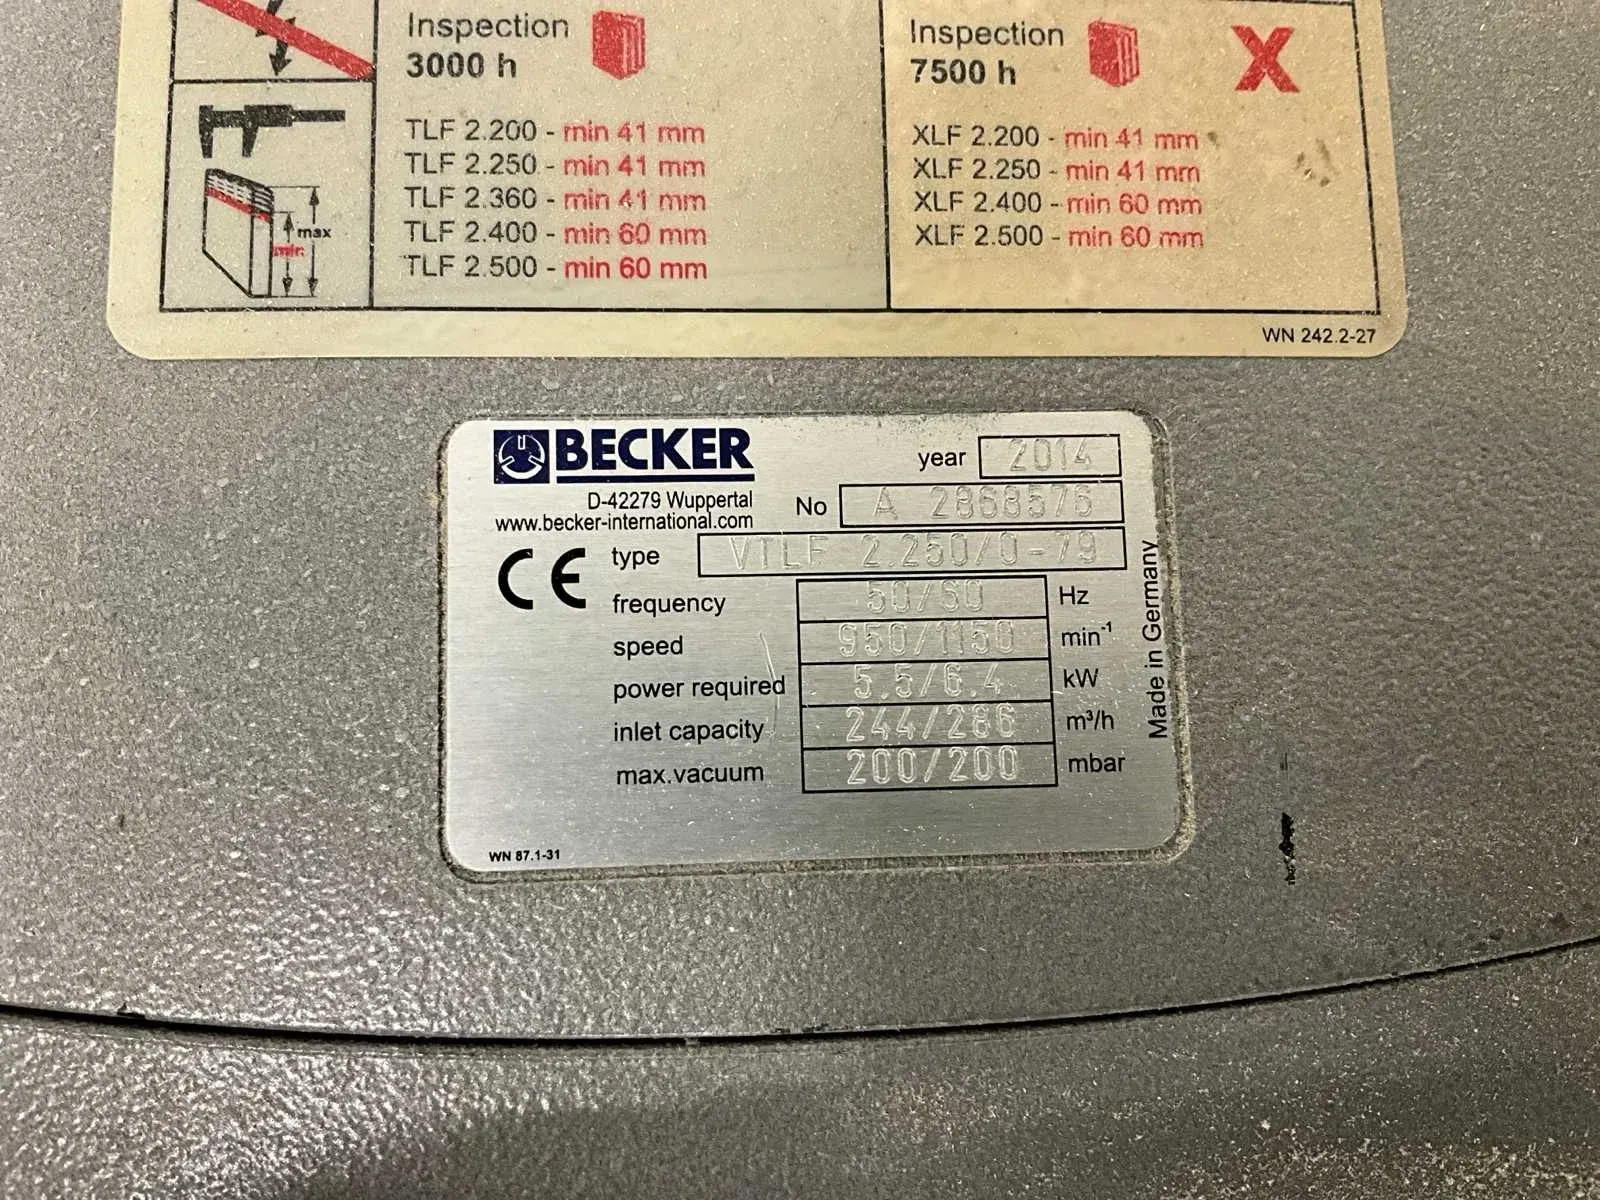 Inspection
3000 h
TLF 2.200 - min 41 mm
TLF 2.250 - min 41 mm
TLF 2.360 - min 41 mm
TLF 2.400 - min 60 mm
TLF 2.500 - min 60 mm
max
min.
Inspection
7500 h
X
XLF 2.200 - min 41 mm
XLF 2.250 - min 41 mm
XLF 2.400 - min 60 mm
XLF 2.500 - min 60 mm
WN 242.2-27
BECKER
D-42279 Wuppertal
www.becker-international.com
year 2014
No A 2868576
CE
type VTLF 2.250/0-79
frequency 50/60 Hz
speed 950/1150 min⁻¹
power required 5.5/6.4 kW
inlet capacity 244/286 m³/h
max.vacuum 200/200 mbar
Made in Germany
WN 87.1-31